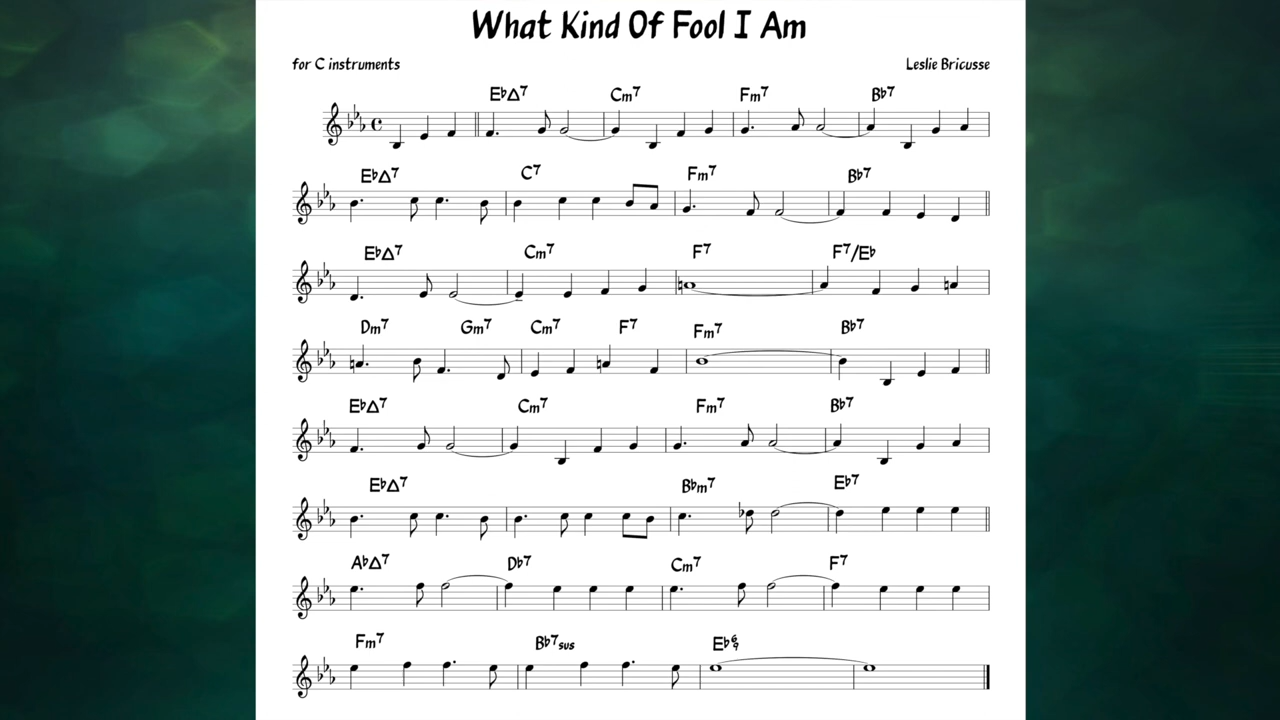 What Kind Of Fool I Am
for C instruments Leslie Bricusse
E♭Δ7 Cm7 Fm7 B♭7
E♭Δ7 C7 Fm7 B♭7
E♭Δ7 Cm7 F7 F7/E♭
Dm7 Gm7 Cm7 F7 Fm7 B♭7
E♭Δ7 Cm7 Fm7 B♭7
E♭Δ7 B♭m7 E♭7
A♭Δ7 D♭7 Cm7 F7
Fm7 B♭7sus E♭6/9